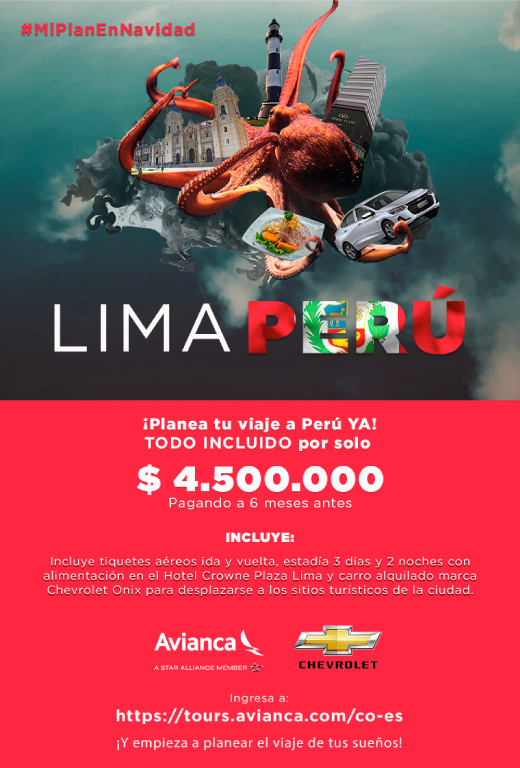 #MiPlanEnNavidad
LIMA PERÚ
¡Planea tu viaje a Perú YA!
TODO INCLUIDO por solo
$ 4.500.000
Pagando a 6 meses antes
INCLUYE:
Incluye tiquetes aéreos ida y vuelta, estadía 3 días y 2 noches con
alimentación en el Hotel Crowne Plaza Lima y carro alquilado marca
Chevrolet Onix para desplazarse a los sitios turísticos de la ciudad.
Avianca
A STAR ALLIANCE MEMBER
CHEVROLET
Ingresa a:
https://tours.avianca.com/co-es
¡Y empieza a planear el viaje de tus sueños!